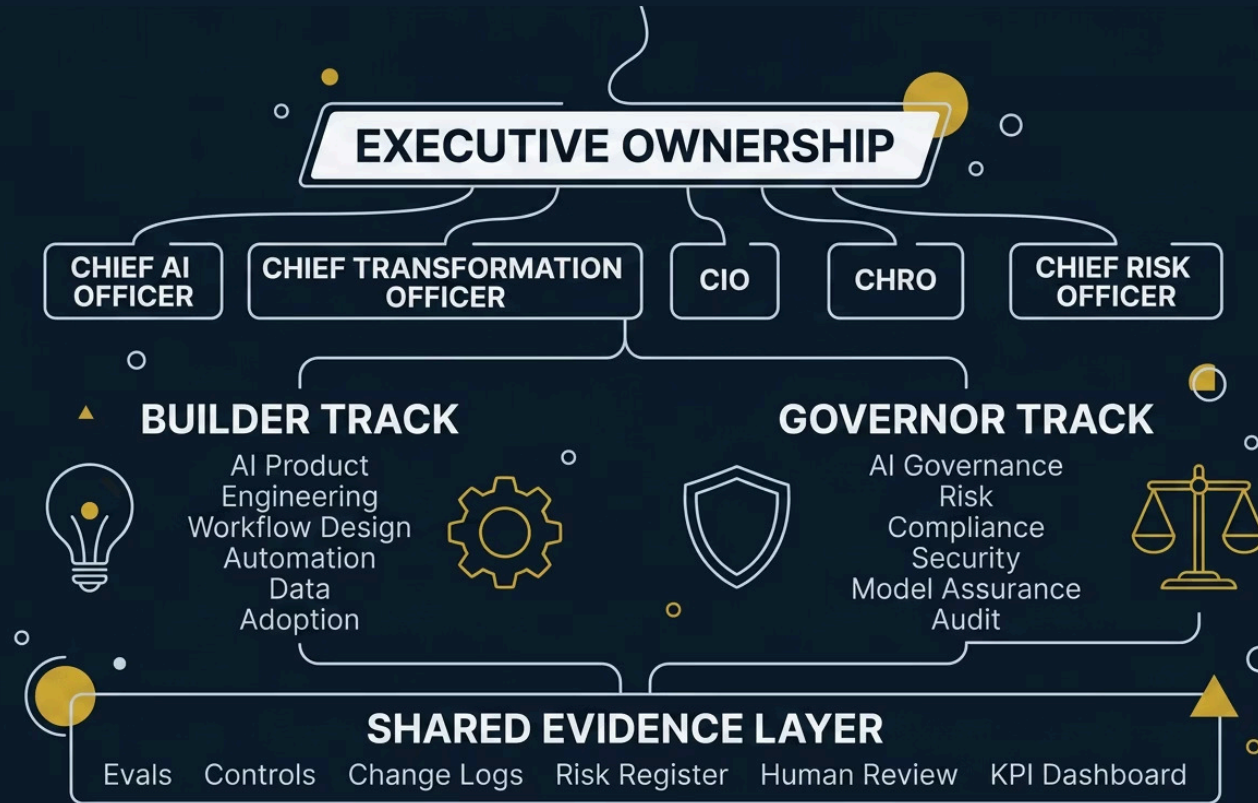 EXECUTIVE OWNERSHIP
CHIEF AI
OFFICER
CHIEF TRANSFORMATION
OFFICER
CIO
CHRO
CHIEF RISK
OFFICER
BUILDER TRACK
AI Product
Engineering
Workflow Design
Automation
Data
Adoption
GOVERNOR TRACK
AI Governance
Risk
Compliance
Security
Model Assurance
Audit
SHARED EVIDENCE LAYER
Evals Controls Change Logs Risk Register Human Review KPI Dashboard